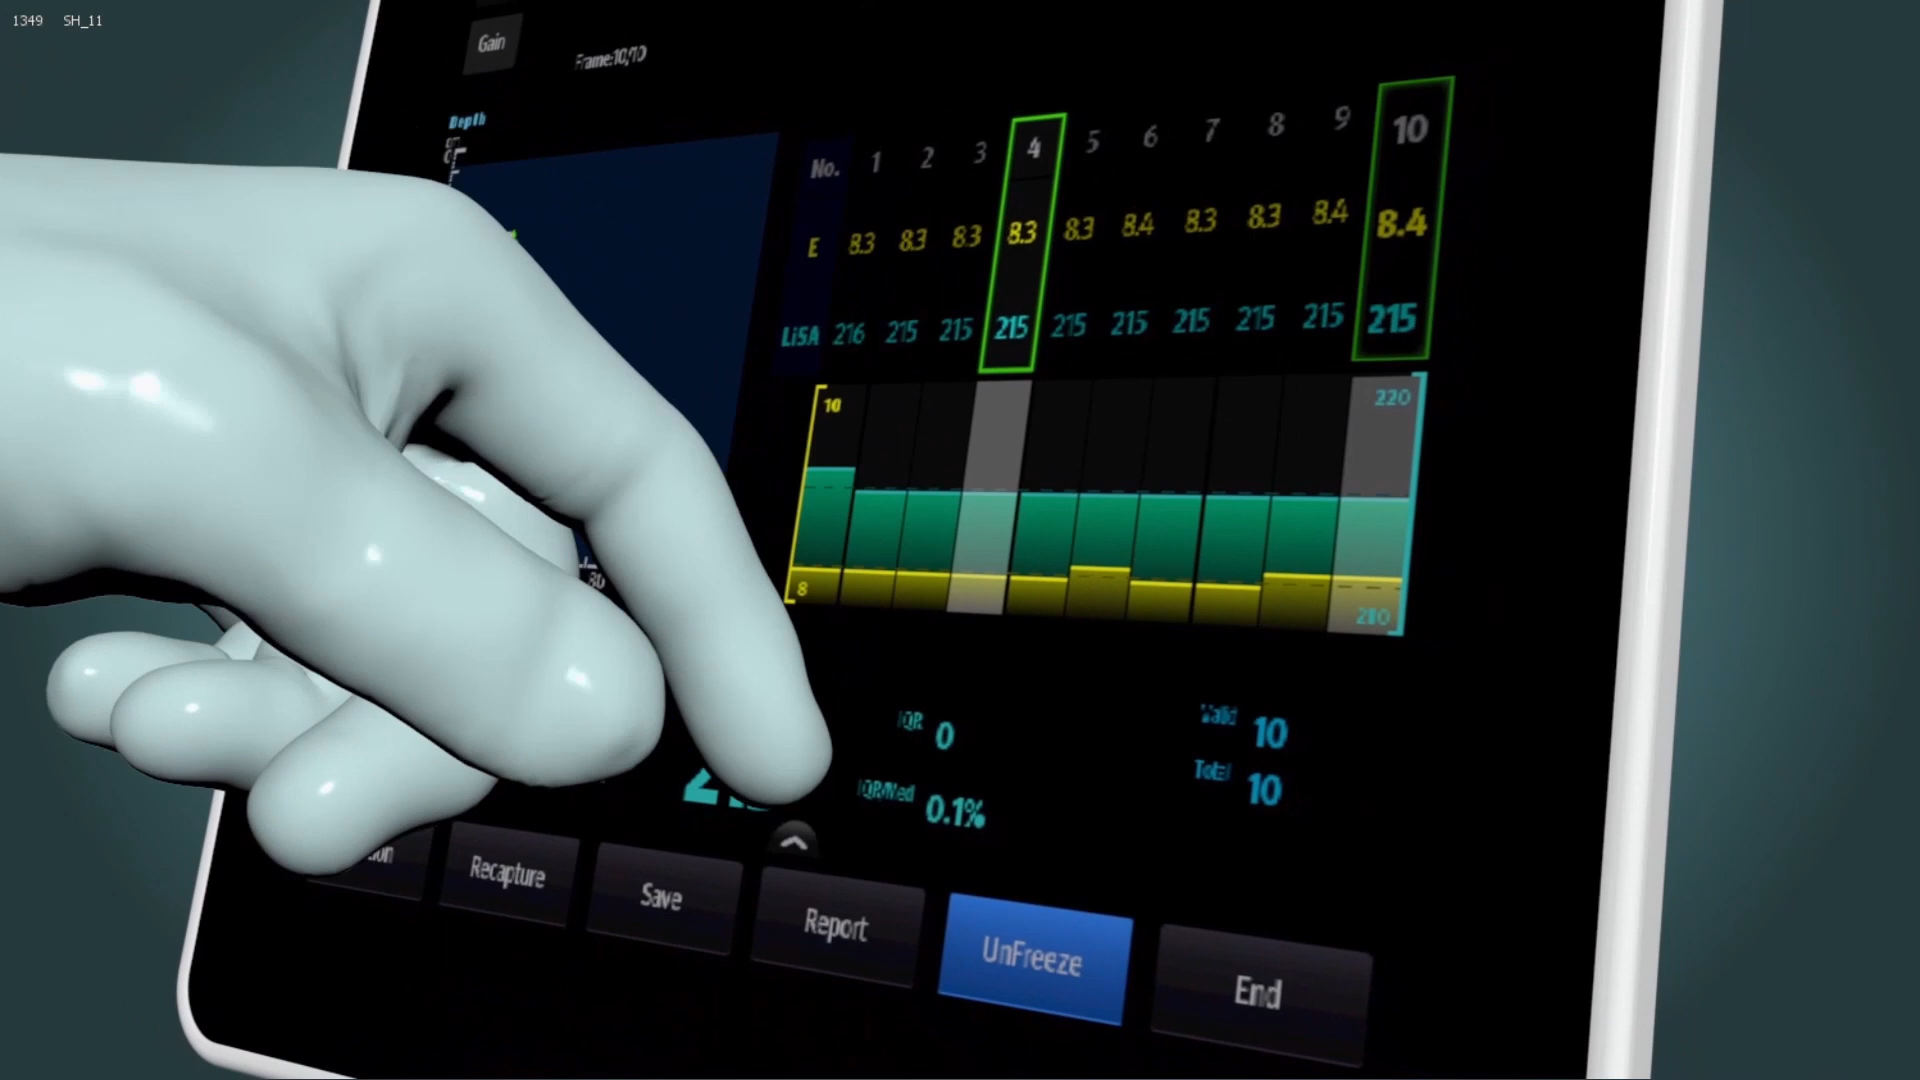 1349 SH_11
Gain
Frame:10/10
Depth
No. 1 2 3 4 5 6 7 8 9 10
E 8.3 8.3 8.3 8.3 8.3 8.4 8.3 8.3 8.4 8.4
LiSA 216 215 215 215 215 215 215 215 215 215
10
220
8
210
80
IQR 0
Valid 10
Total 10
IQR/Med 0.1%
Recapture
Save
Report
UnFreeze
End